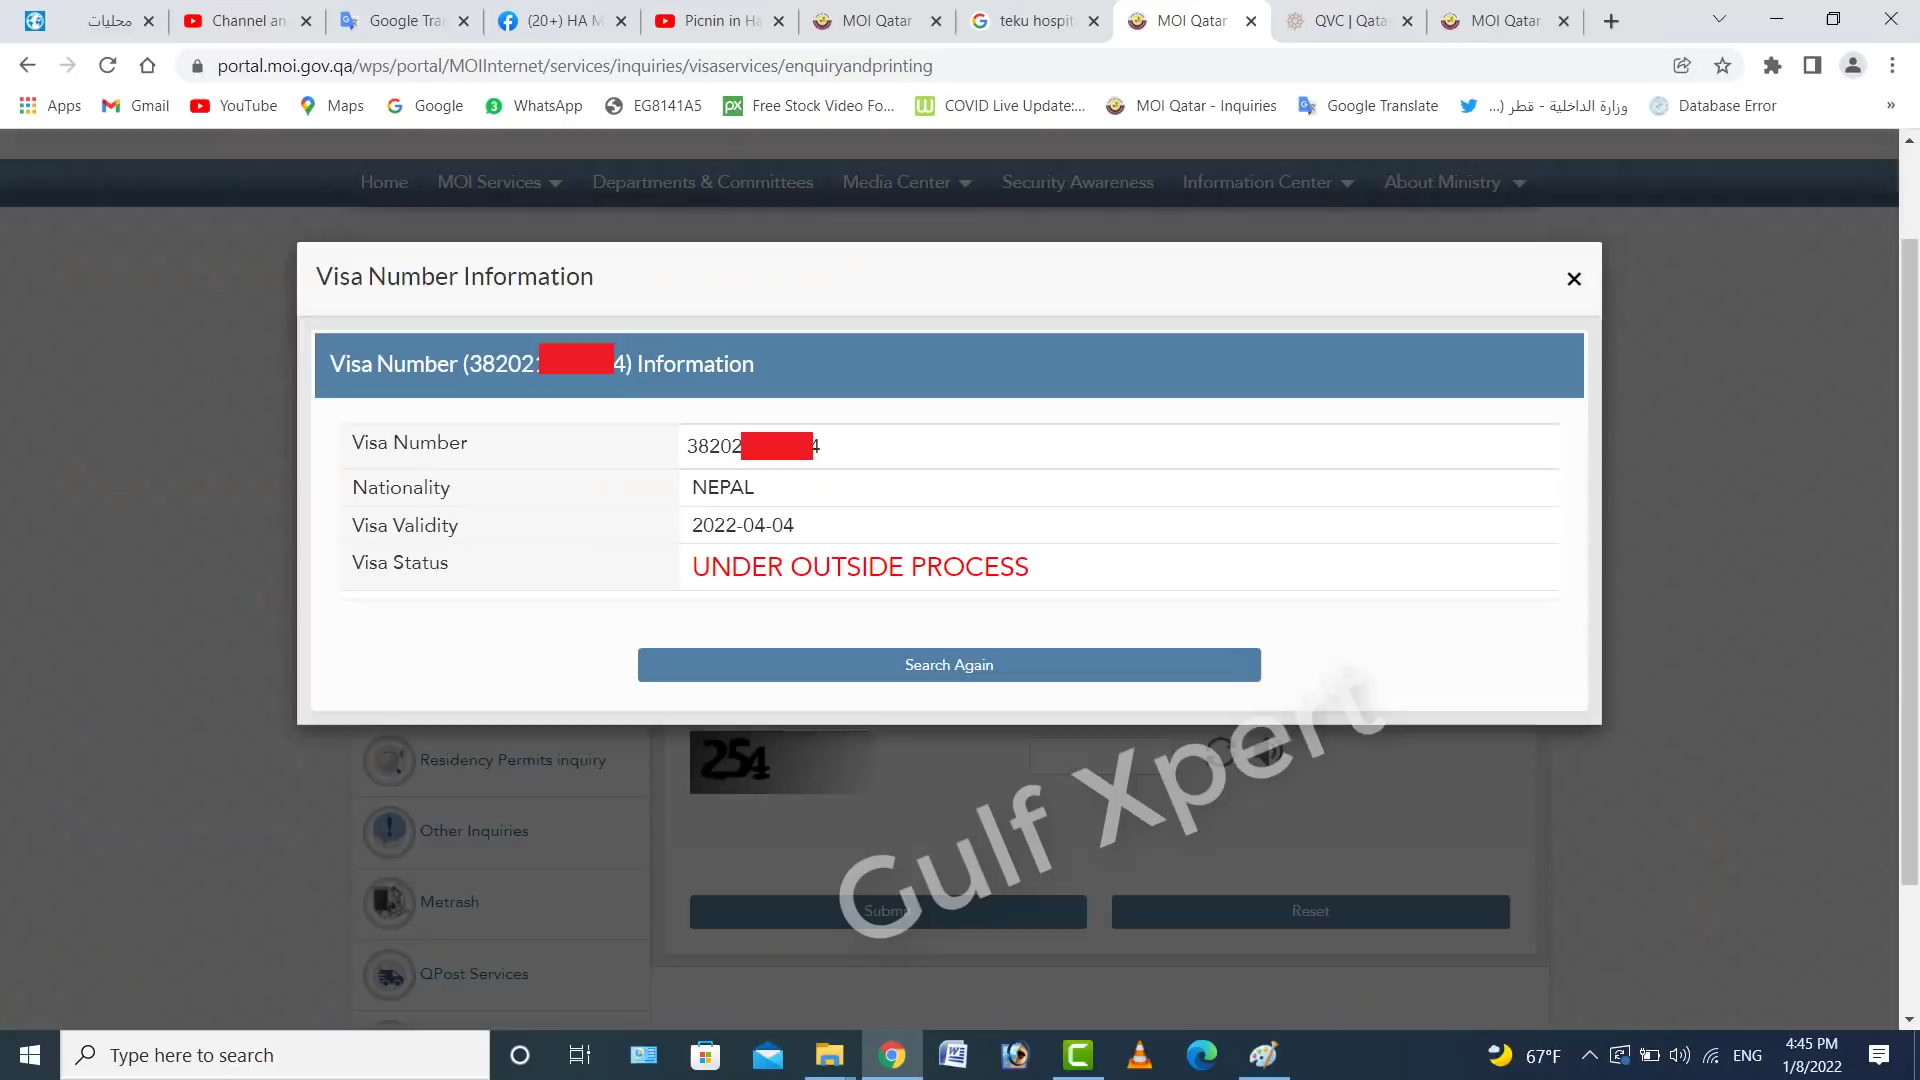 محليات
Channel an
Google Tra
(20+) HA M
Picnin in Ha
MOI Qatar
teku hospit
MOI Qatar
QVC | Qata
MOI Qatar
portal.moi.gov.qa/wps/portal/MOIInternet/services/inquiries/visaservices/enquiryandprinting
Apps
Gmail
YouTube
Maps
Google
WhatsApp
EG8141A5
Free Stock Video Fo...
COVID Live Update:...
MOI Qatar - Inquiries
Google Translate
وزارة الداخلية - قطر (...
Database Error
»
Home
MOI Services
Departments & Committees
Media Center
Security Awareness
Information Center
About Ministry
Visa Number Information
Visa Number (38202 4) Information
Visa Number 38202 4
Nationality NEPAL
Visa Validity 2022-04-04
Visa Status UNDER OUTSIDE PROCESS
Search Again
Residency Permits inquiry
254
Other Inquiries
Gulf Xpert
Metrash
Submit
Reset
QPost Services
Type here to search
67°F
ENG
4:45 PM
1/8/2022